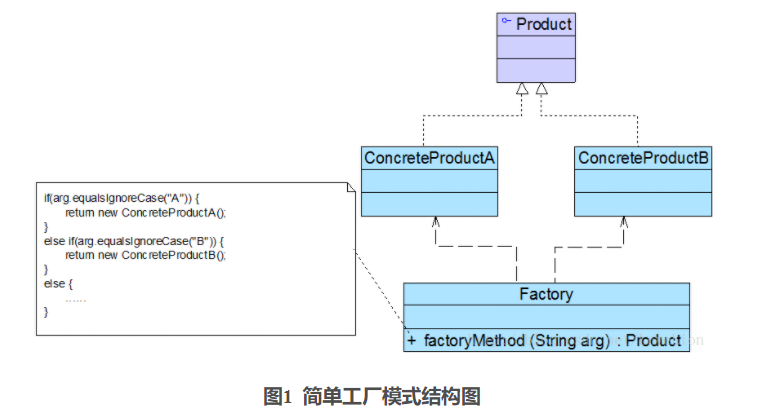 Product
ConcreteProductA
ConcreteProductB
if(arg.equalsIgnoreCase("A")) {
return new ConcreteProductA();
}
else if(arg.equalsIgnoreCase("B")) {
return new ConcreteProductB();
}
else {
......
}
Factory
+ factoryMethod (String arg) : Product
图1 简单工厂模式结构图